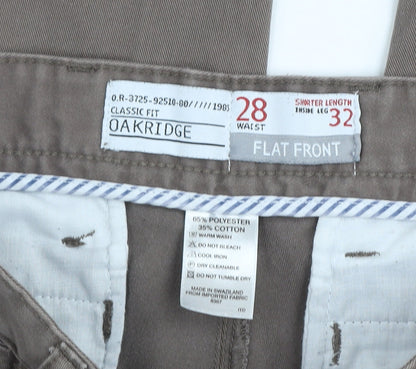 O.R-3725-92510-80/////1985
CLASSIC FIT
OAKRIDGE
28
WAIST
SHORTER LENGTH
INSIDE LEG 32
FLAT FRONT
65% POLYESTER
35% COTTON
WARM WASH
DO NOT BLEACH
COOL IRON
DRY CLEANABLE
DO NOT TUMBLE DRY
MADE IN SWAZILAND
FROM IMPORTED FABRIC